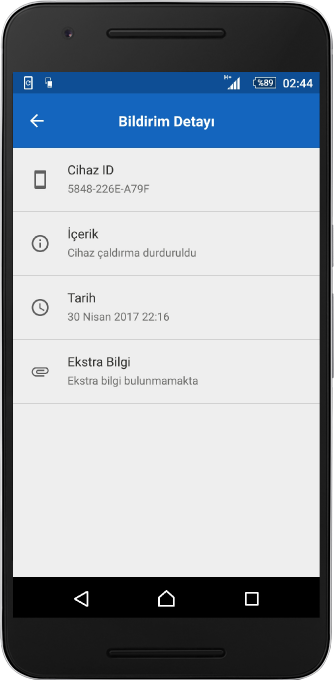 H+ %89 02:44
Bildirim Detayı
Cihaz ID
5848-226E-A79F
İçerik
Cihaz çaldırma durduruldu
Tarih
30 Nisan 2017 22:16
Ekstra Bilgi
Ekstra bilgi bulunmamakta